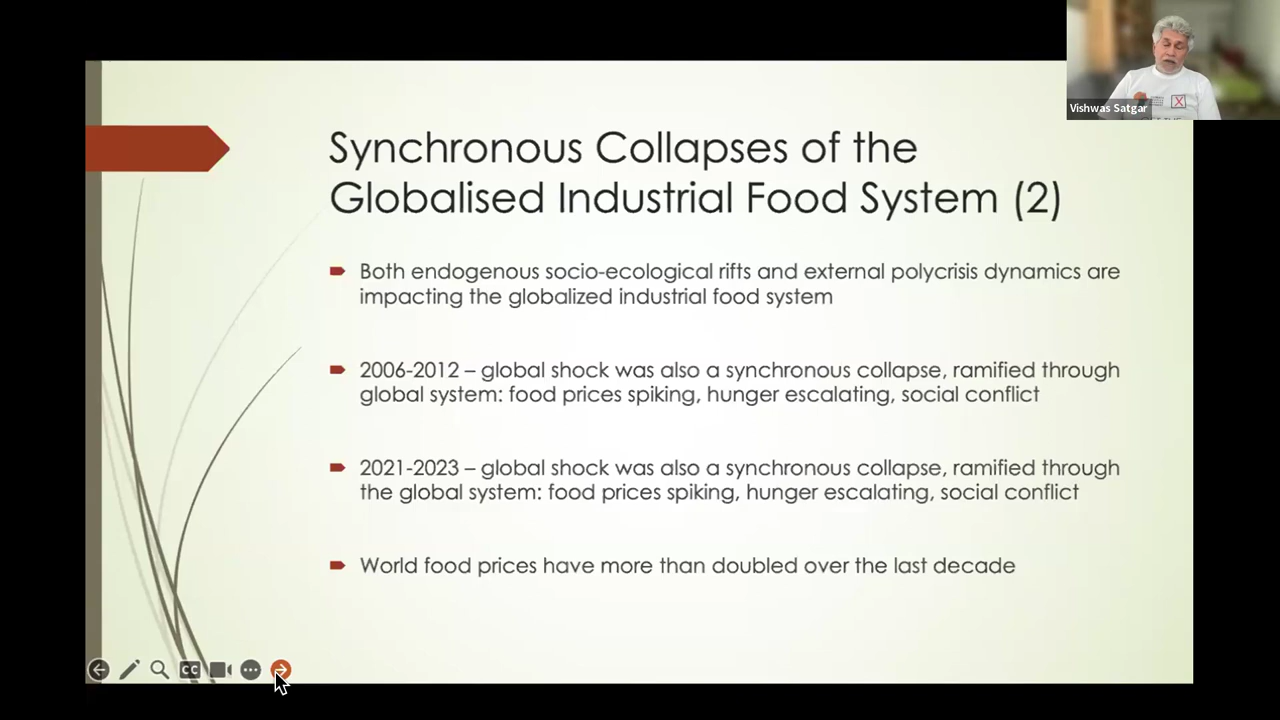 Vishwas Satgar
Synchronous Collapses of the
Globalised Industrial Food System (2)
Both endogenous socio-ecological rifts and external polycrisis dynamics are
impacting the globalized industrial food system
2006-2012 – global shock was also a synchronous collapse, ramified through
global system: food prices spiking, hunger escalating, social conflict
2021-2023 – global shock was also a synchronous collapse, ramified through
the global system: food prices spiking, hunger escalating, social conflict
World food prices have more than doubled over the last decade
CC